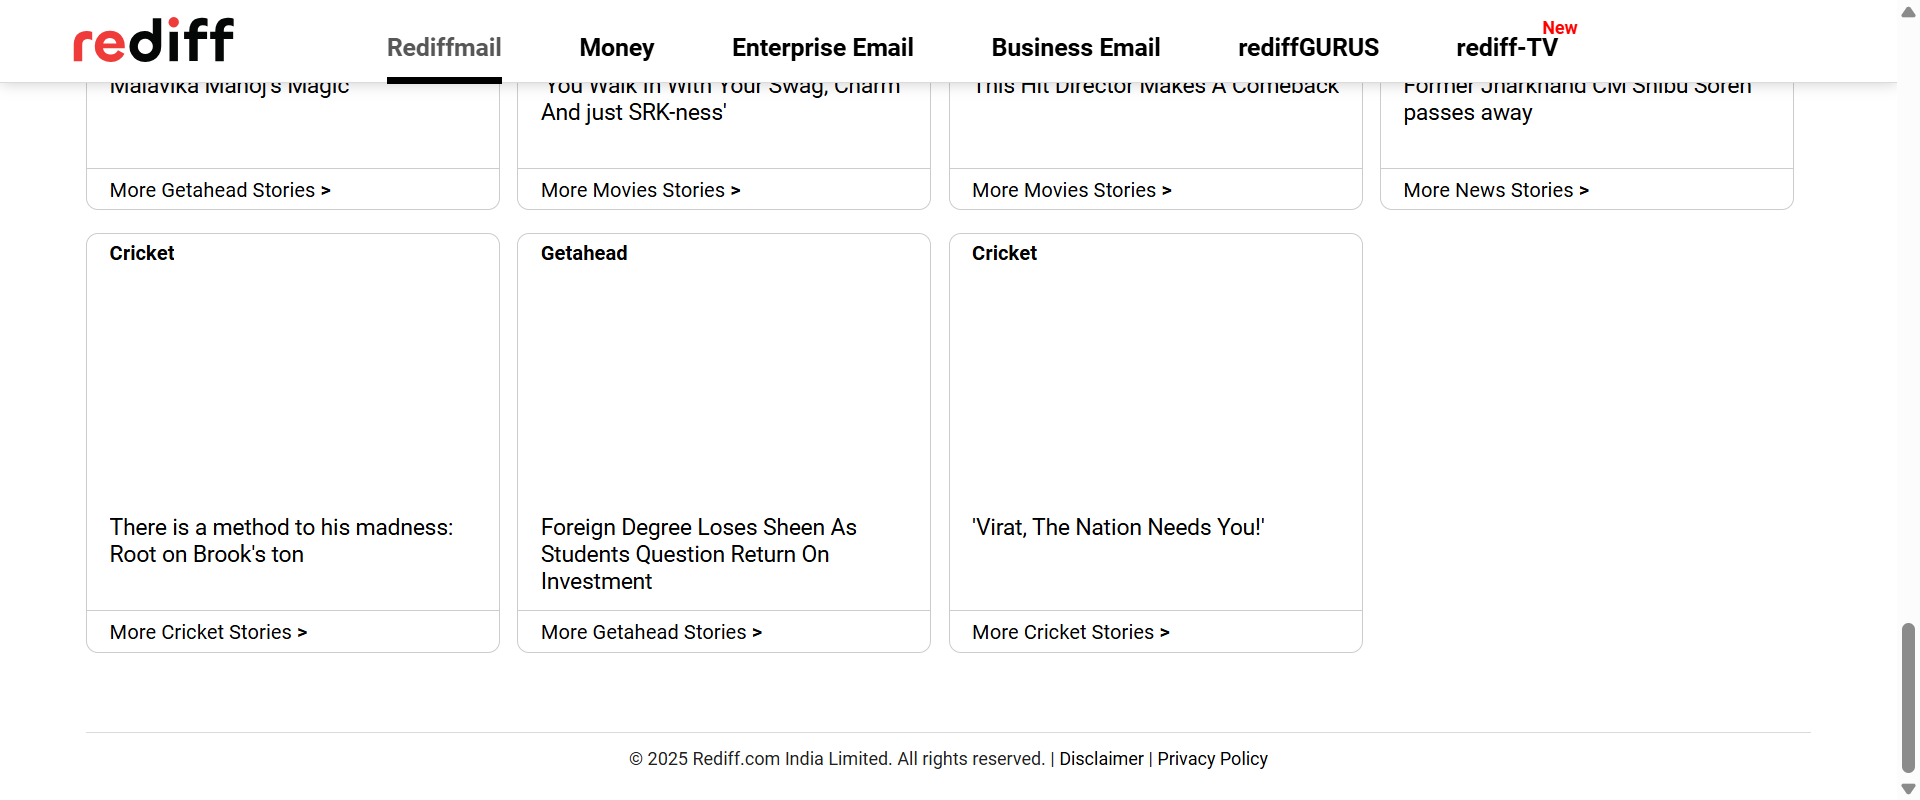 rediff
Rediffmail
Money
Enterprise Email
Business Email
rediffGURUS
rediff-TV
New
Malavika Manoj's Magic
'You Walk In With Your Swag, Charm
And just SRK-ness'
This Hit Director Makes A Comeback
Former Jharkhand CM Shibu Soren
passes away
More Getahead Stories >
More Movies Stories >
More Movies Stories >
More News Stories >
Cricket
There is a method to his madness:
Root on Brook's ton
More Cricket Stories >
Getahead
Foreign Degree Loses Sheen As
Students Question Return On
Investment
More Getahead Stories >
Cricket
'Virat, The Nation Needs You!'
More Cricket Stories >
© 2025 Rediff.com India Limited. All rights reserved. | Disclaimer | Privacy Policy